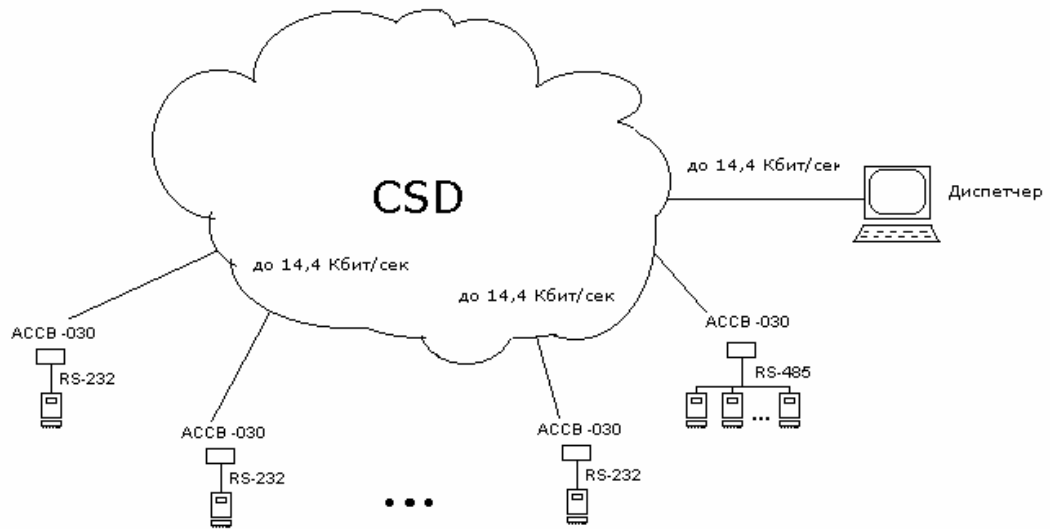 до 14,4 Кбит/сек
CSD
Диспетчер
до 14,4 Кбит/сек
до 14,4 Кбит/сек
АССВ -030
RS-232
АССВ -030
RS-485
...
АССВ -030
RS-232
...
АССВ -030
RS-232